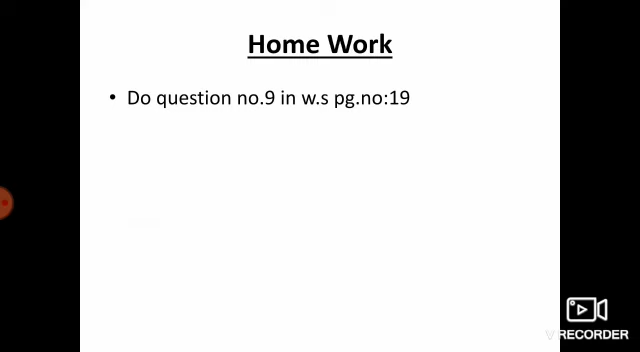 Home Work
• Do question no.9 in w.s pg.no:19
V RECORDER